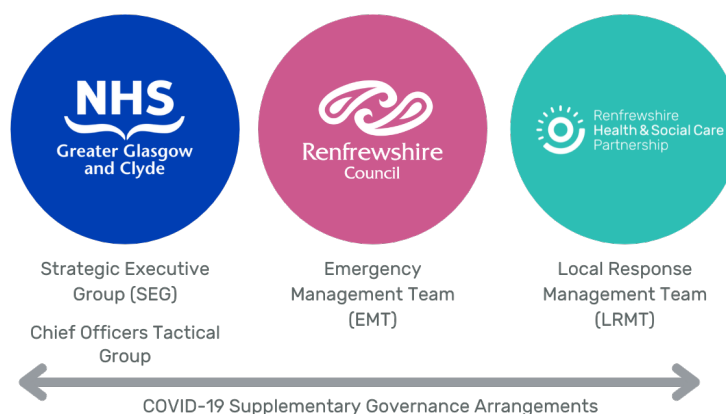 NHS
Greater Glasgow
and Clyde
Renfrewshire
Council
Renfrewshire
Health & Social Care
Partnership
Strategic Executive
Group (SEG)
Chief Officers Tactical
Group
Emergency
Management Team
(EMT)
Local Response
Management Team
(LRMT)
COVID-19 Supplementary Governance Arrangements